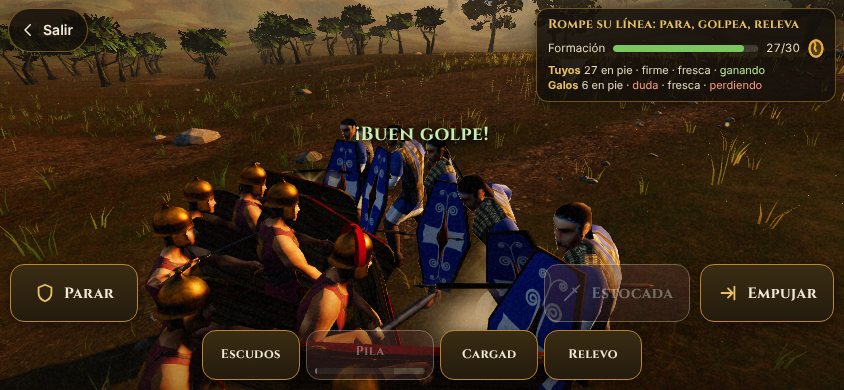 Salir
ROMPE SU LÍNEA: PARA, GOLPEA, RELEVA
Formación 27/30
Tuyos 27 en pie · firme · fresca · ganando
Galos 6 en pie · duda · fresca · perdiendo
¡BUEN GOLPE!
PARAR
ESTOCADA
EMPUJAR
ESCUDOS
PILA
CARGAD
RELEVO